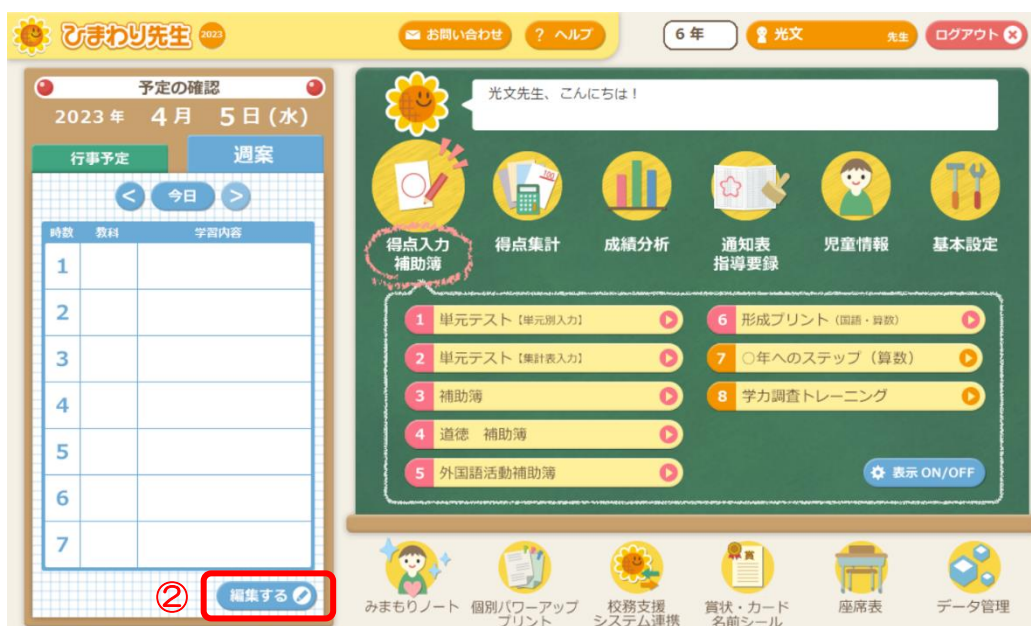 ひまわり先生 2023
お問い合わせ
? ヘルプ
6 年
光文 先生
ログアウト
予定の確認
2023 年 4 月 5 日 (水)
行事予定
週案
< 今日 >
時数 教科 学習内容
1
2
3
4
5
6
7
② 編集する
光文先生、こんにちは！
得点入力
補助簿
得点集計
成績分析
通知表
指導要録
児童情報
基本設定
1 単元テスト【単元別入力】
2 単元テスト【集計表入力】
3 補助簿
4 道徳 補助簿
5 外国語活動補助簿
6 形成プリント（国語・算数）
7 ○年へのステップ（算数）
8 学力調査トレーニング
表示 ON/OFF
みまもりノート
個別パワーアップ
プリント
校務支援
システム連携
賞
賞状・カード
名前シール
座席表
データ管理